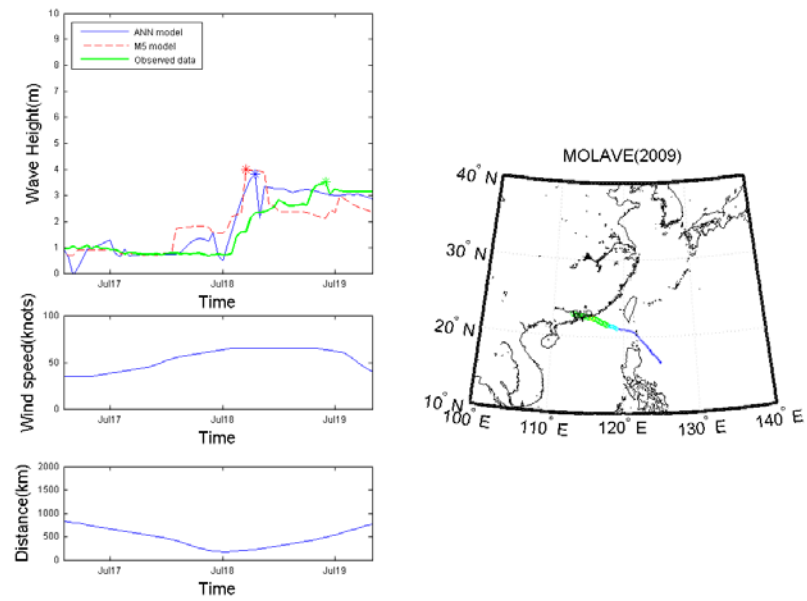 10
9
8
7
6
5
4
3
2
1
0
Wave Height(m)
ANN model
M5 model
Observed data
Jul17
Jul18
Jul19
Time
100
50
0
Wind speed(knots)
Jul17
Jul18
Jul19
Time
2000
1500
1000
500
0
Distance(km)
Jul17
Jul18
Jul19
Time
MOLAVE(2009)
40° N
30° N
20° N
10° N
100° E
110° E
120° E
130° E
140° E